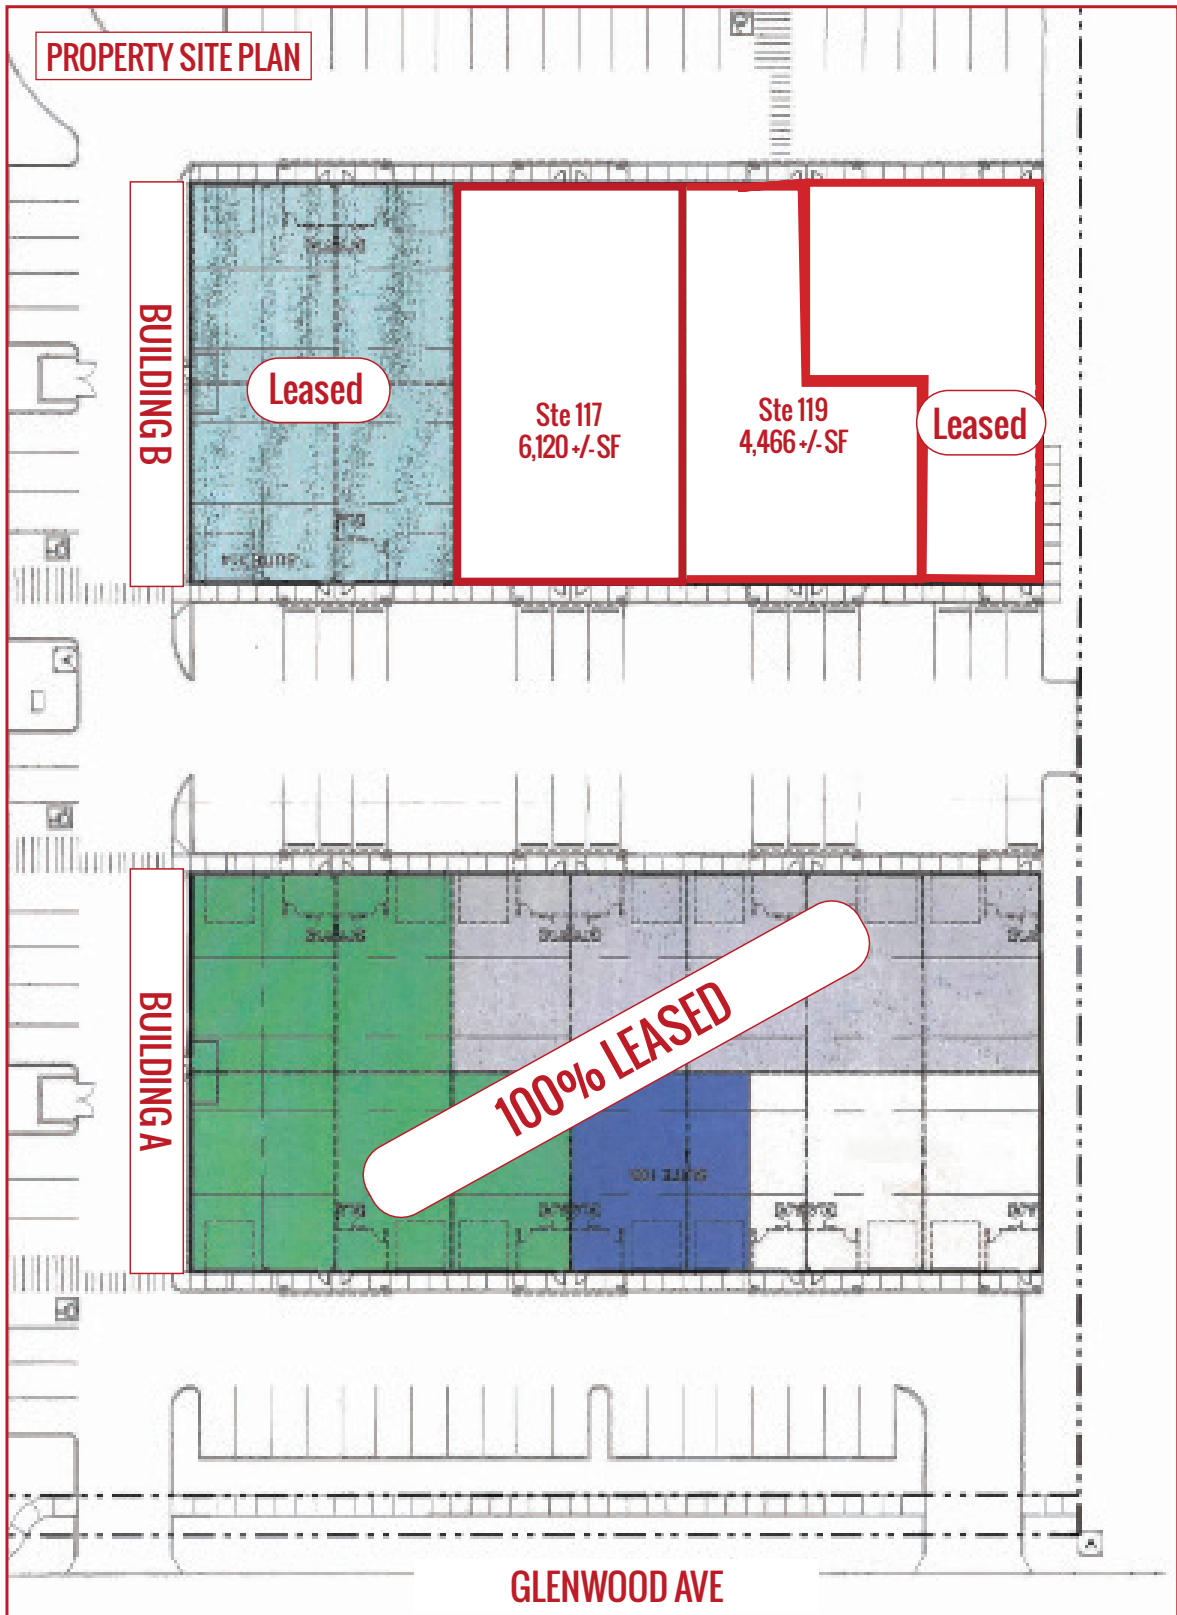 PROPERTY SITE PLAN
BUILDING B
Leased
Ste 117
6,120 +/- SF
Ste 119
4,466 +/- SF
Leased
BUILDING A
100% LEASED
GLENWOOD AVE